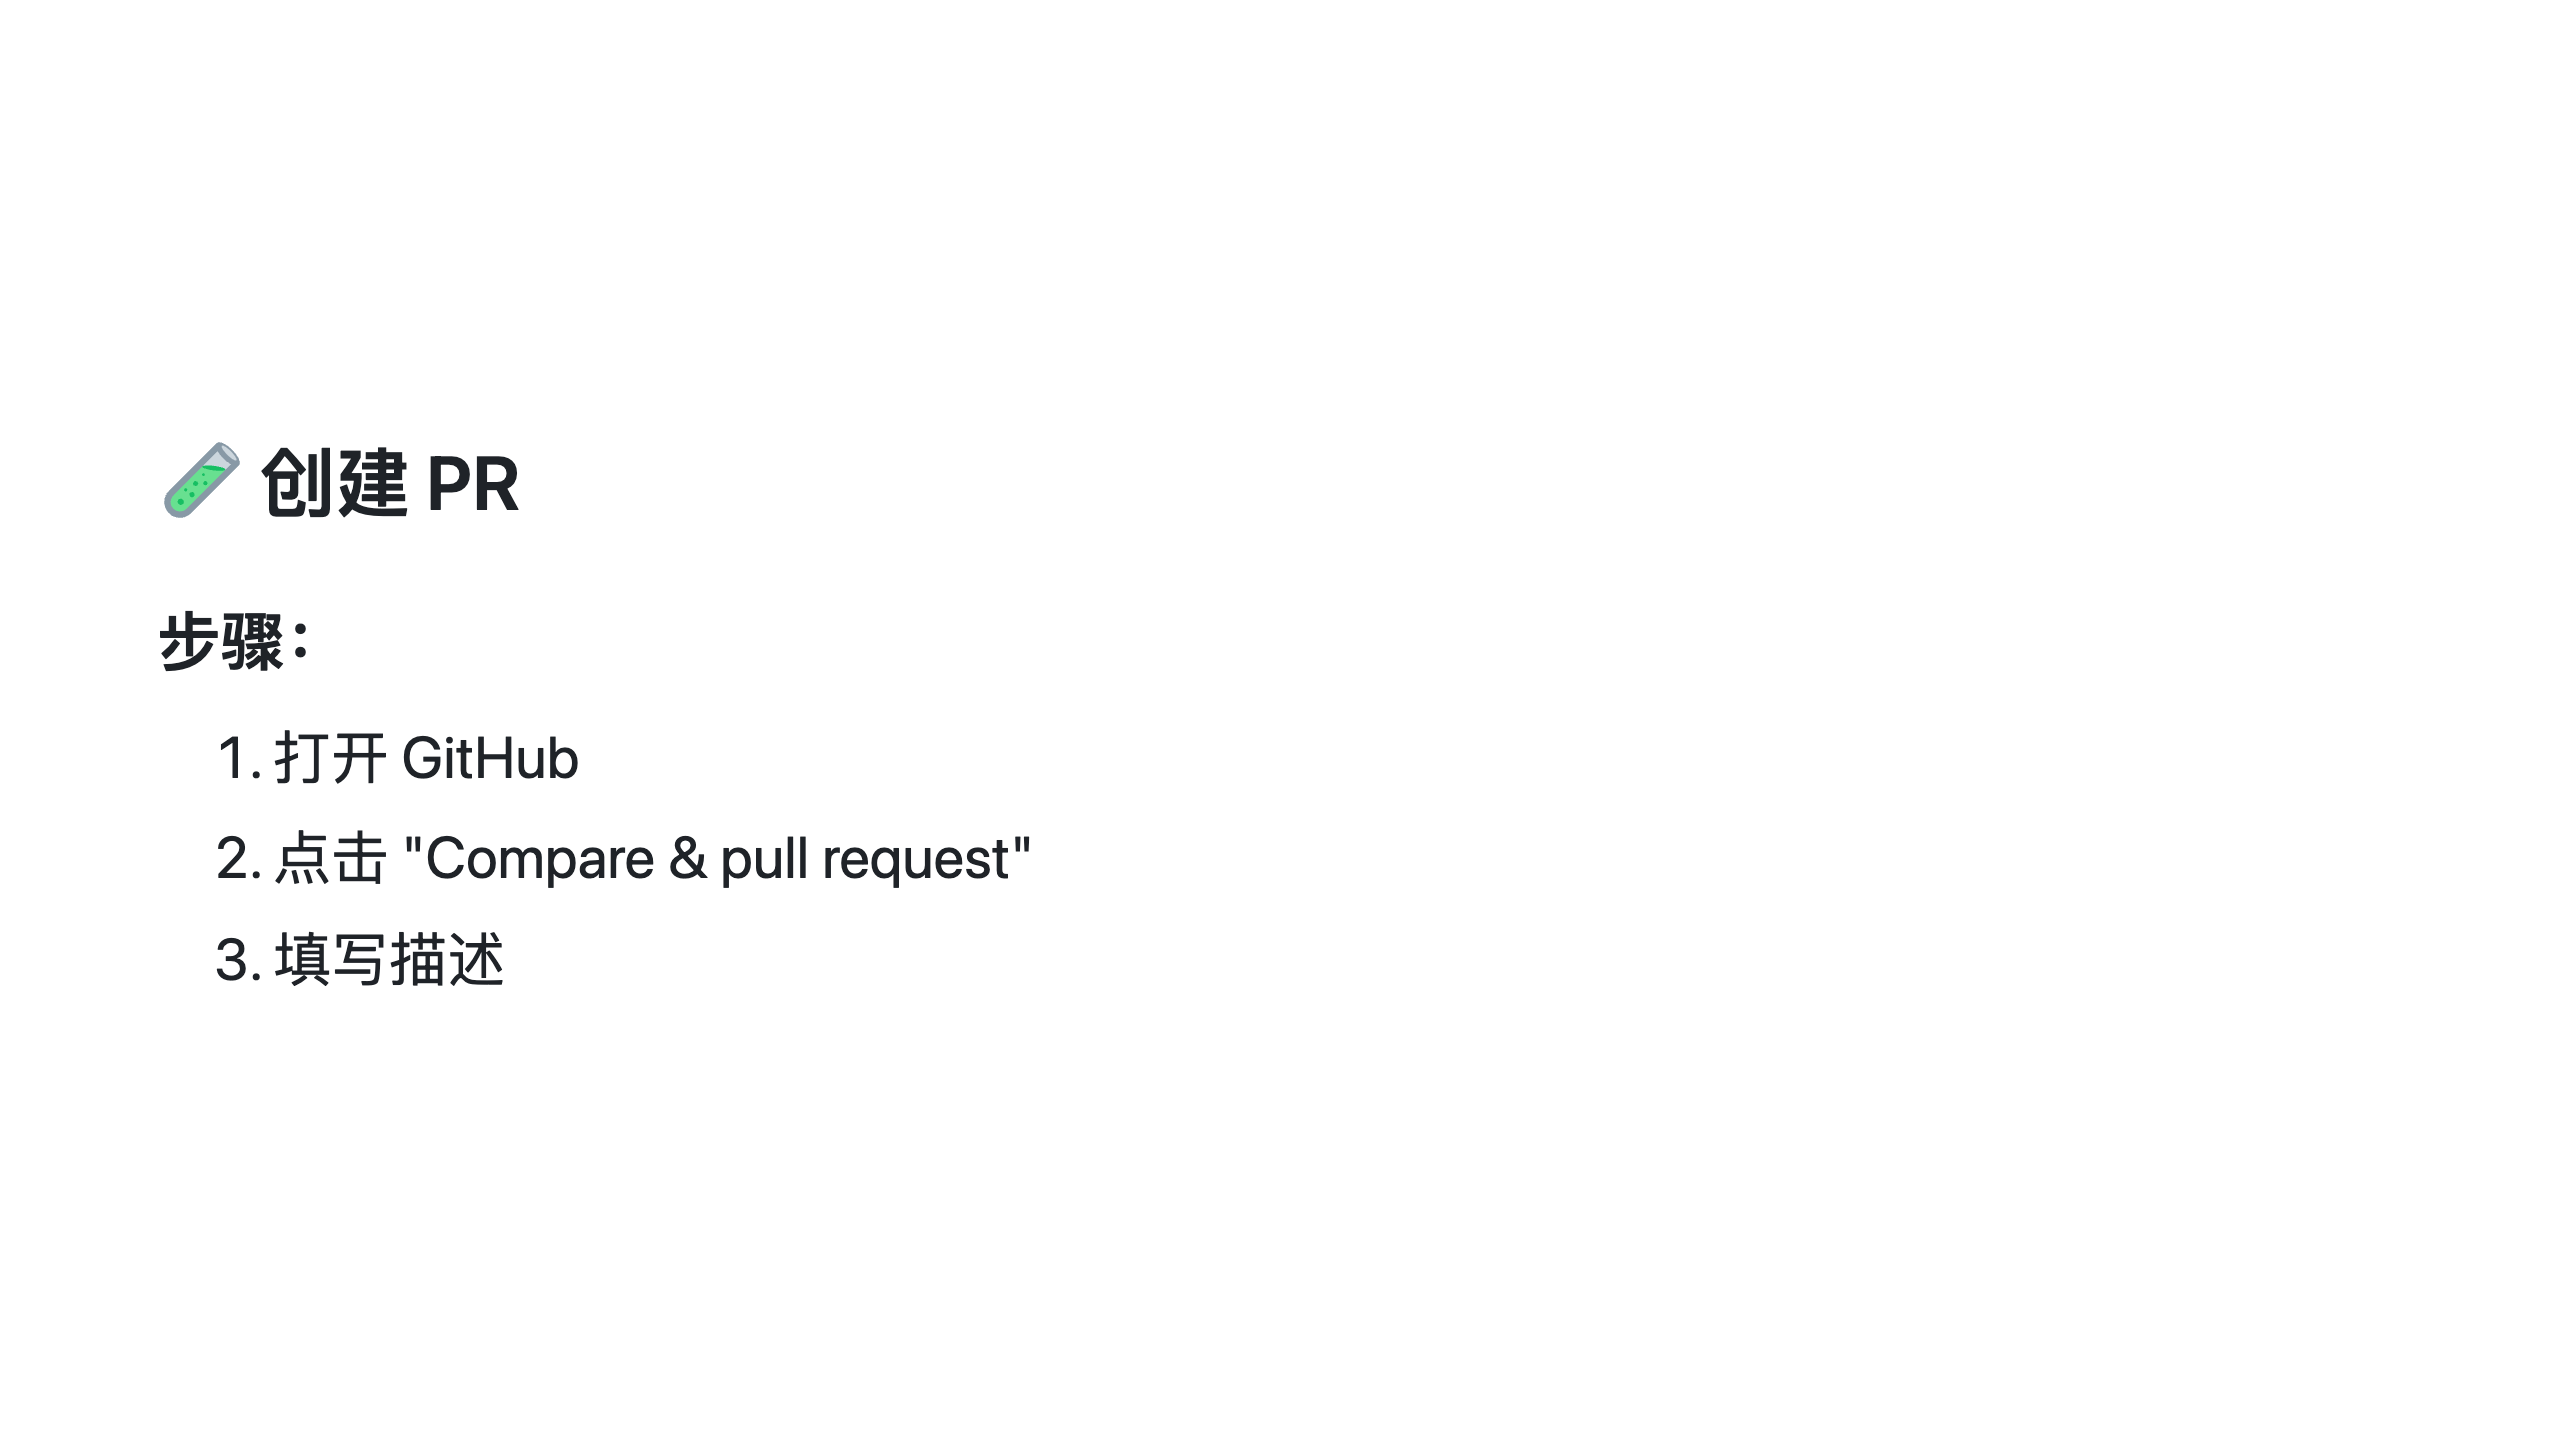 🧪 创建 PR
步骤：
1. 打开 GitHub
2. 点击 "Compare & pull request"
3. 填写描述